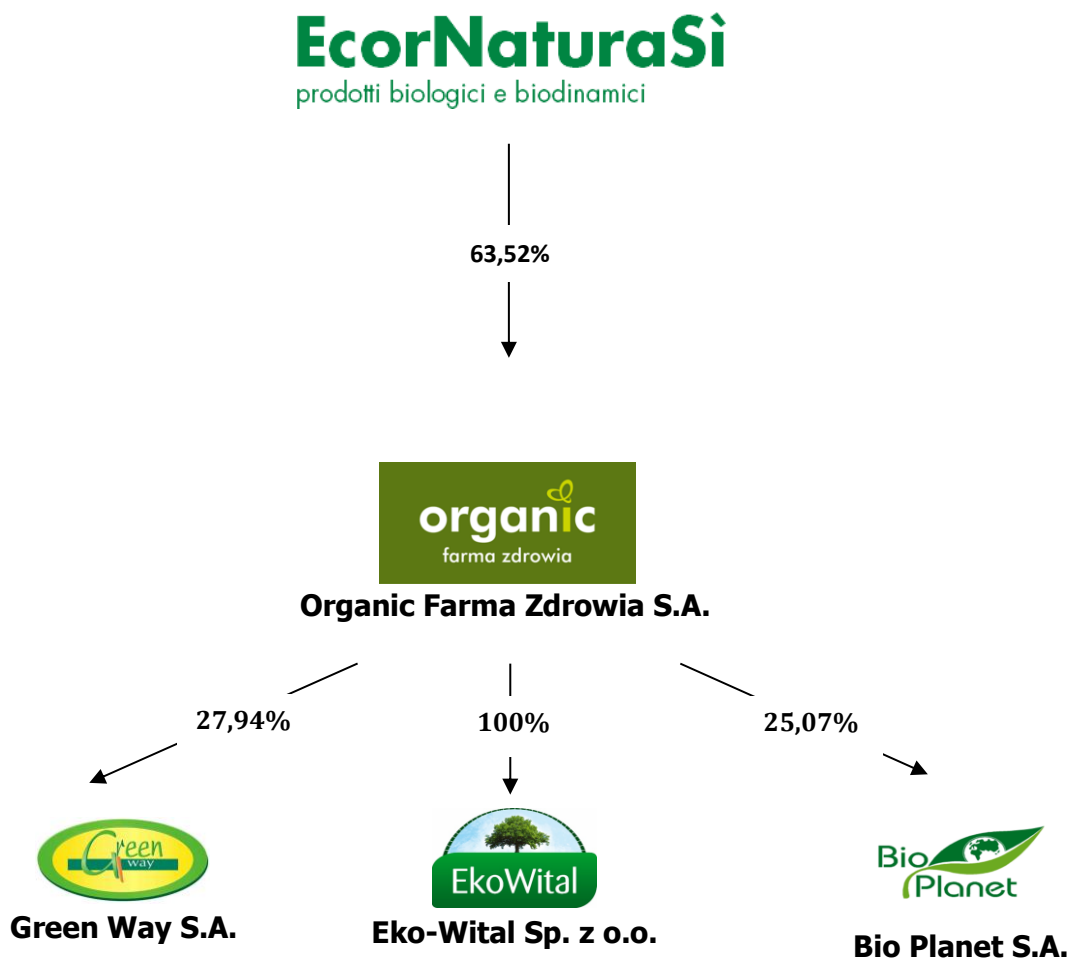 EcorNaturaSì
prodotti biologici e biodinamici
63,52%
organic
farma zdrowia
Organic Farma Zdrowia S.A.
27,94%
100%
25,07%
Green
way
EkoWital
Bio
Planet
Green Way S.A.
Eko-Wital Sp. z o.o.
Bio Planet S.A.